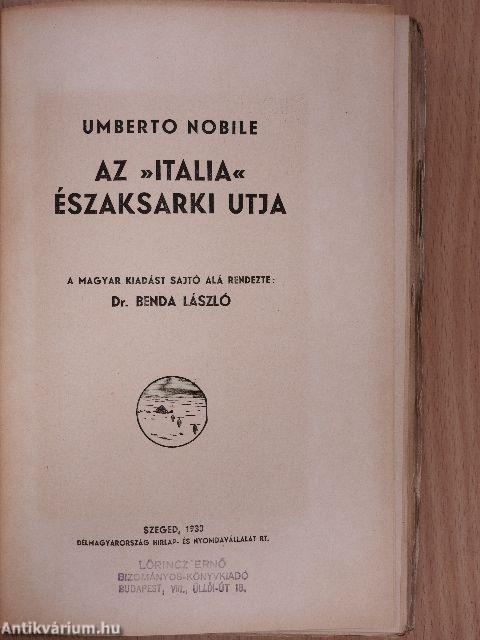 UMBERTO NOBILE
AZ »ITALIA«
ÉSZAKSARKI UTJA
A MAGYAR KIADÁST SAJTÓ ALÁ RENDEZTE:
Dr. BENDA LÁSZLÓ
SZEGED, 1930
DÉLMAGYARORSZÁG HIRLAP- ÉS NYOMDAVÁLLALAT RT.
LŐRINCZ ERNŐ
BIZOMÁNYOS-KÖNYVKIADÓ
BUDAPEST, VIII., ÜLLŐI-ÚT 18.
Antikvárium.hu